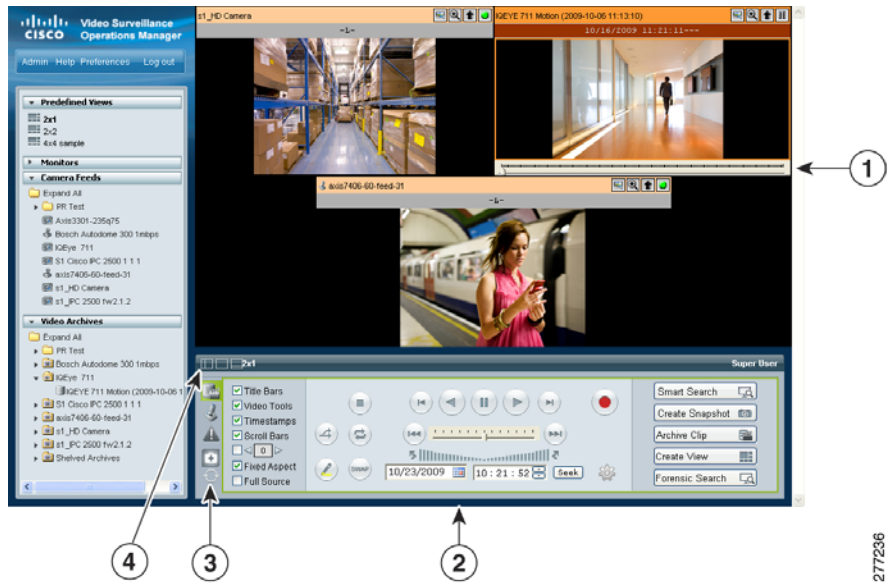 CISCO
Video Surveillance
Operations Manager
Admin Help Preferences Log out
Predefined Views
2x1
2x2
4x4 sample
Monitors
Camera Feeds
Expand All
PR Test
Axis3301-235q75
Bosch Autodome 300 1mbps
IQEye 711
S1 Cisco IPC 2500 1 1 1
axis7406-60-feed-31
s1_HD Camera
s1_IPC 2500 fw2.1.2
Video Archives
Expand All
PR Test
Bosch Autodome 300 1mbps
IQEye 711
IQEYE 711 Motion (2009-10-06 1
S1 Cisco IPC 2500 1 1 1
axis7406-60-feed-31
s1_HD Camera
s1_IPC 2500 fw2.1.2
Shelved Archives
s1_HD Camera
-L-
IQEYE 711 Motion (2009-10-06 11:13:10)
10/16/2009 11:21:11---
axis7406-60-feed-31
-L-
2x1
Super User
Title Bars
Video Tools
Timestamps
Scroll Bars
0
Fixed Aspect
Full Source
SWAP
10/23/2009
10 : 21 : 52
Seek
Smart Search
Create Snapshot
Archive Clip
Create View
Forensic Search
1
2
3
4
277236